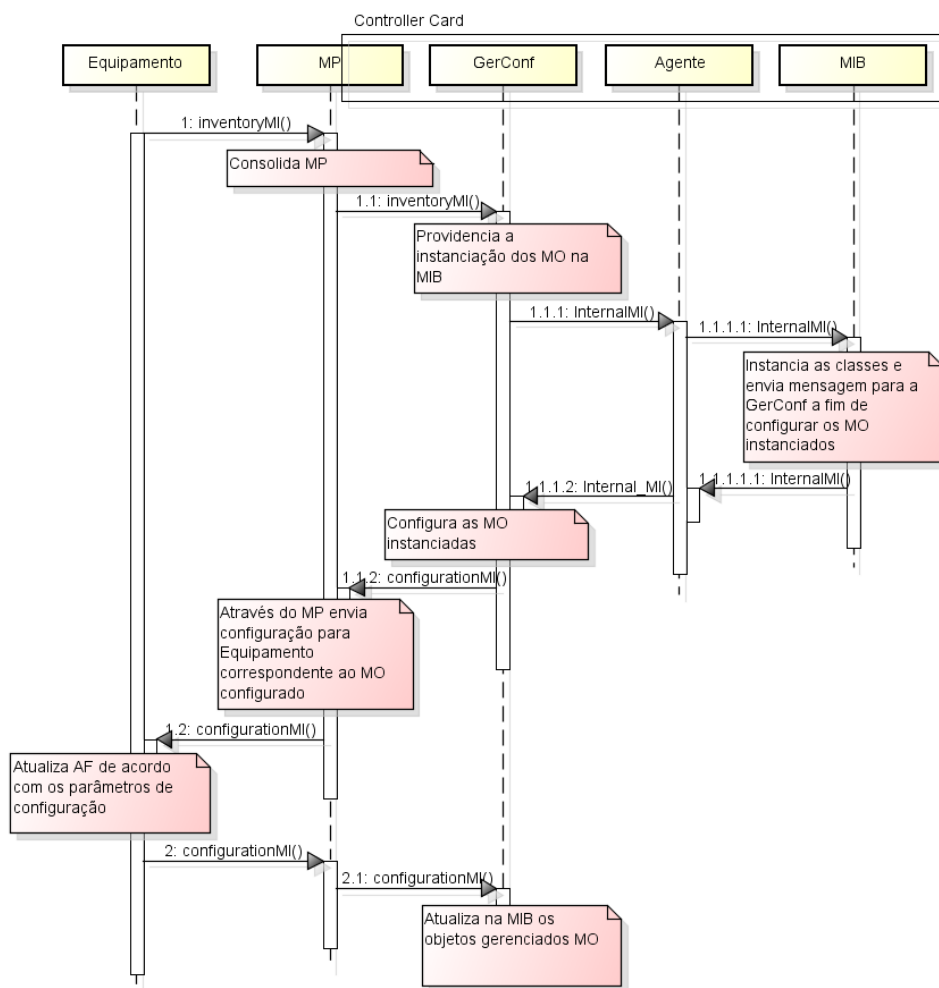 Controller Card
Equipamento
MP
GerConf
Agente
MIB
1: inventoryMI()
Consolida MP
1.1: inventoryMI()
Providencia a
instanciação dos MO na
MIB
1.1.1: InternalMI()
1.1.1.1: InternalMI()
Instancia as classes e
envia mensagem para a
GerConf a fim de
configurar os MO
instanciados
1.1.1.2: Internal_MI()
1.1.1.1.1: InternalMI()
Configura as MO
instanciadas
1.1.2: configurationMI()
Através do MP envia
configuração para
Equipamento
correspondente ao MO
configurado
1.2: configurationMI()
Atualiza AF de acordo
com os parâmetros de
configuração
2: configurationMI()
2.1: configurationMI()
Atualiza na MIB os
objetos gerenciados MO